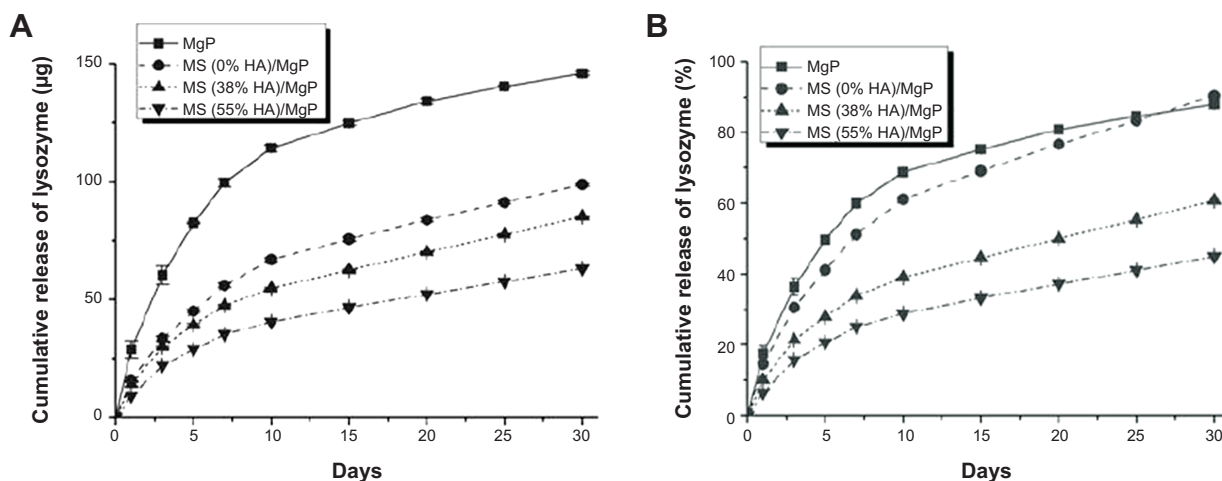 A
MgP
MS (0% HA)/MgP
MS (38% HA)/MgP
MS (55% HA)/MgP
Cumulative release of lysozyme (µg)
150
100
50
0
0 5 10 15 20 25 30
Days
B
MgP
MS (0% HA)/MgP
MS (38% HA)/MgP
MS (55% HA)/MgP
Cumulative release of lysozyme (%)
100
80
60
40
20
0
0 5 10 15 20 25 30
Days